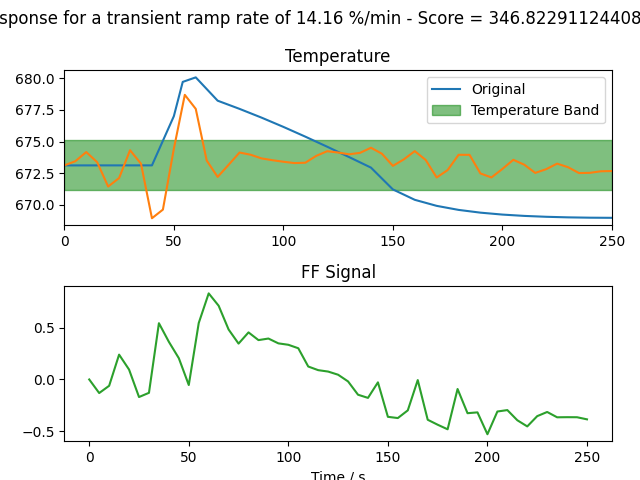 sponse for a transient ramp rate of 14.16 %/min - Score = 346.82291124408
Temperature
680.0
677.5
675.0
672.5
670.0
Original
Temperature Band
0 50 100 150 200 250
FF Signal
0.5
0.0
−0.5
0 50 100 150 200 250
Time / s